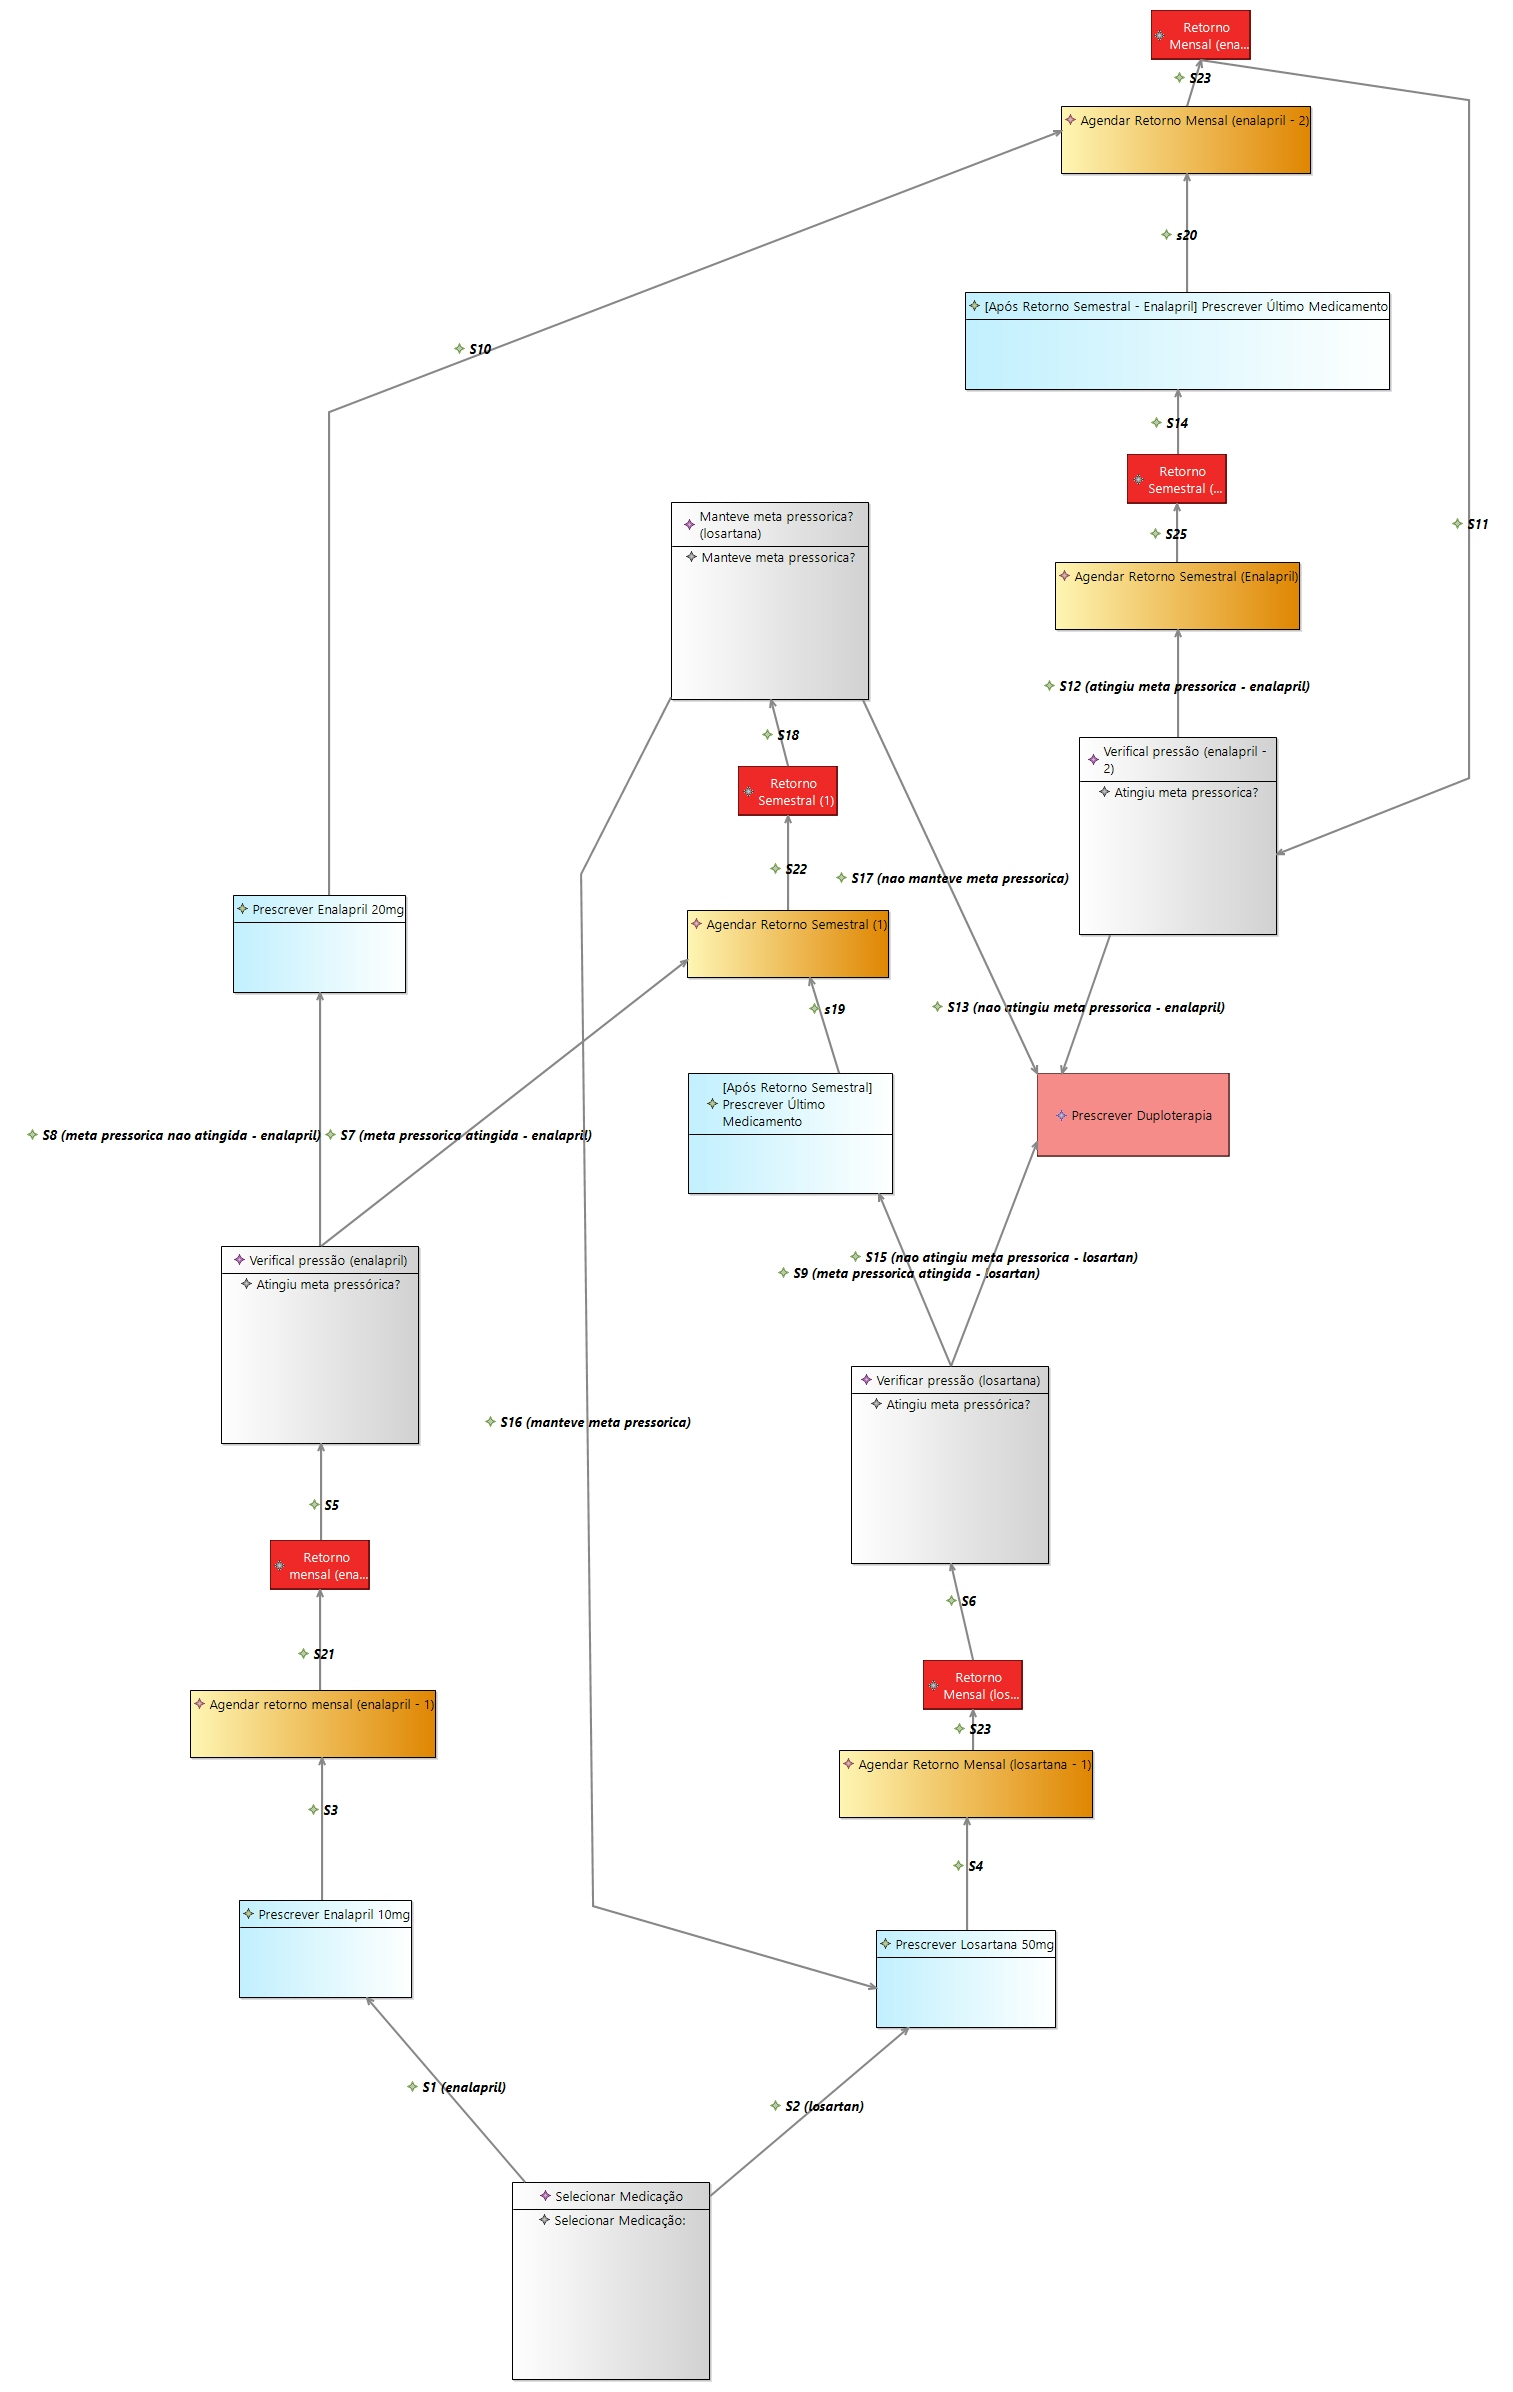 Retorno
Mensal (ena...
S23
Agendar Retorno Mensal (enalapril - 2)
s20
[Após Retorno Semestral - Enalapril] Prescrever Último Medicamento
S10
S14
Retorno
Semestral (...
Manteve meta pressorica?
(losartana)
Manteve meta pressorica?
S11
S25
Agendar Retorno Semestral (Enalapril)
S12 (atingiu meta pressorica - enalapril)
S18
Verifical pressão (enalapril -
2)
Atingiu meta pressorica?
Retorno
Semestral (1)
S22
S17 (nao manteve meta pressorica)
Prescrever Enalapril 20mg
Agendar Retorno Semestral (1)
s19
S13 (nao atingiu meta pressorica - enalapril)
[Após Retorno Semestral]
Prescrever Último
Medicamento
Prescrever Duploterapia
S8 (meta pressorica nao atingida - enalapril)
S7 (meta pressorica atingida - enalapril)
Verifical pressão (enalapril)
Atingiu meta pressórica?
S15 (nao atingiu meta pressorica - losartan)
S9 (meta pressorica atingida - losartan)
Verificar pressão (losartana)
Atingiu meta pressórica?
S16 (manteve meta pressorica)
S5
Retorno
mensal (ena...
S6
S21
Retorno
Mensal (los...
Agendar retorno mensal (enalapril - 1)
S23
Agendar Retorno Mensal (losartana - 1)
S3
S4
Prescrever Enalapril 10mg
Prescrever Losartana 50mg
S1 (enalapril)
S2 (losartan)
Selecionar Medicação
Selecionar Medicação: